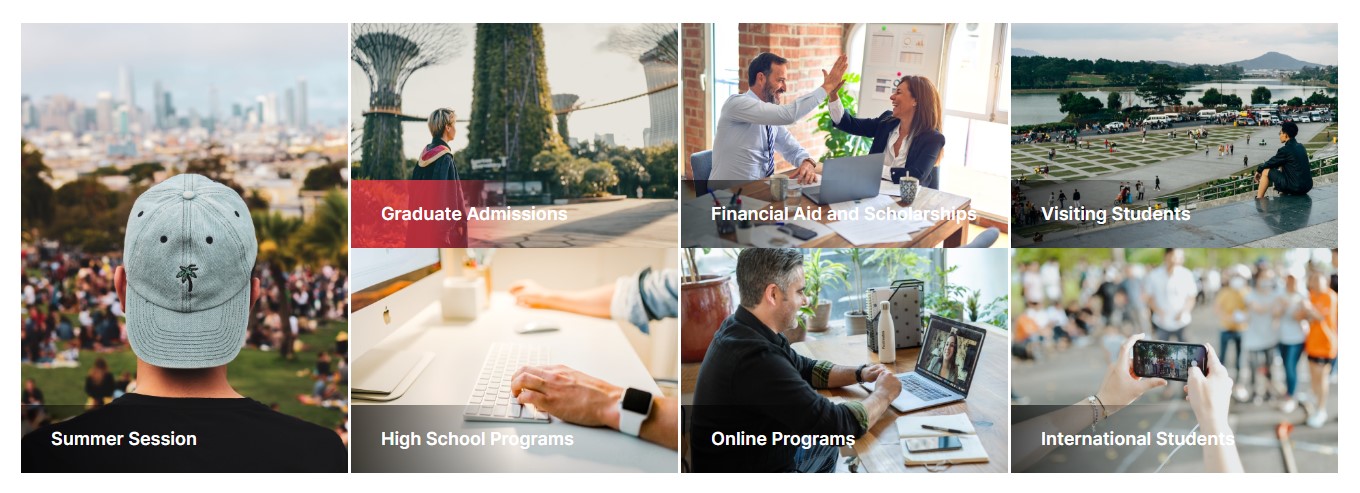 Graduate Admissions
Financial Aid and Scholarships
Visiting Students
Summer Session
High School Programs
Online Programs
International Students